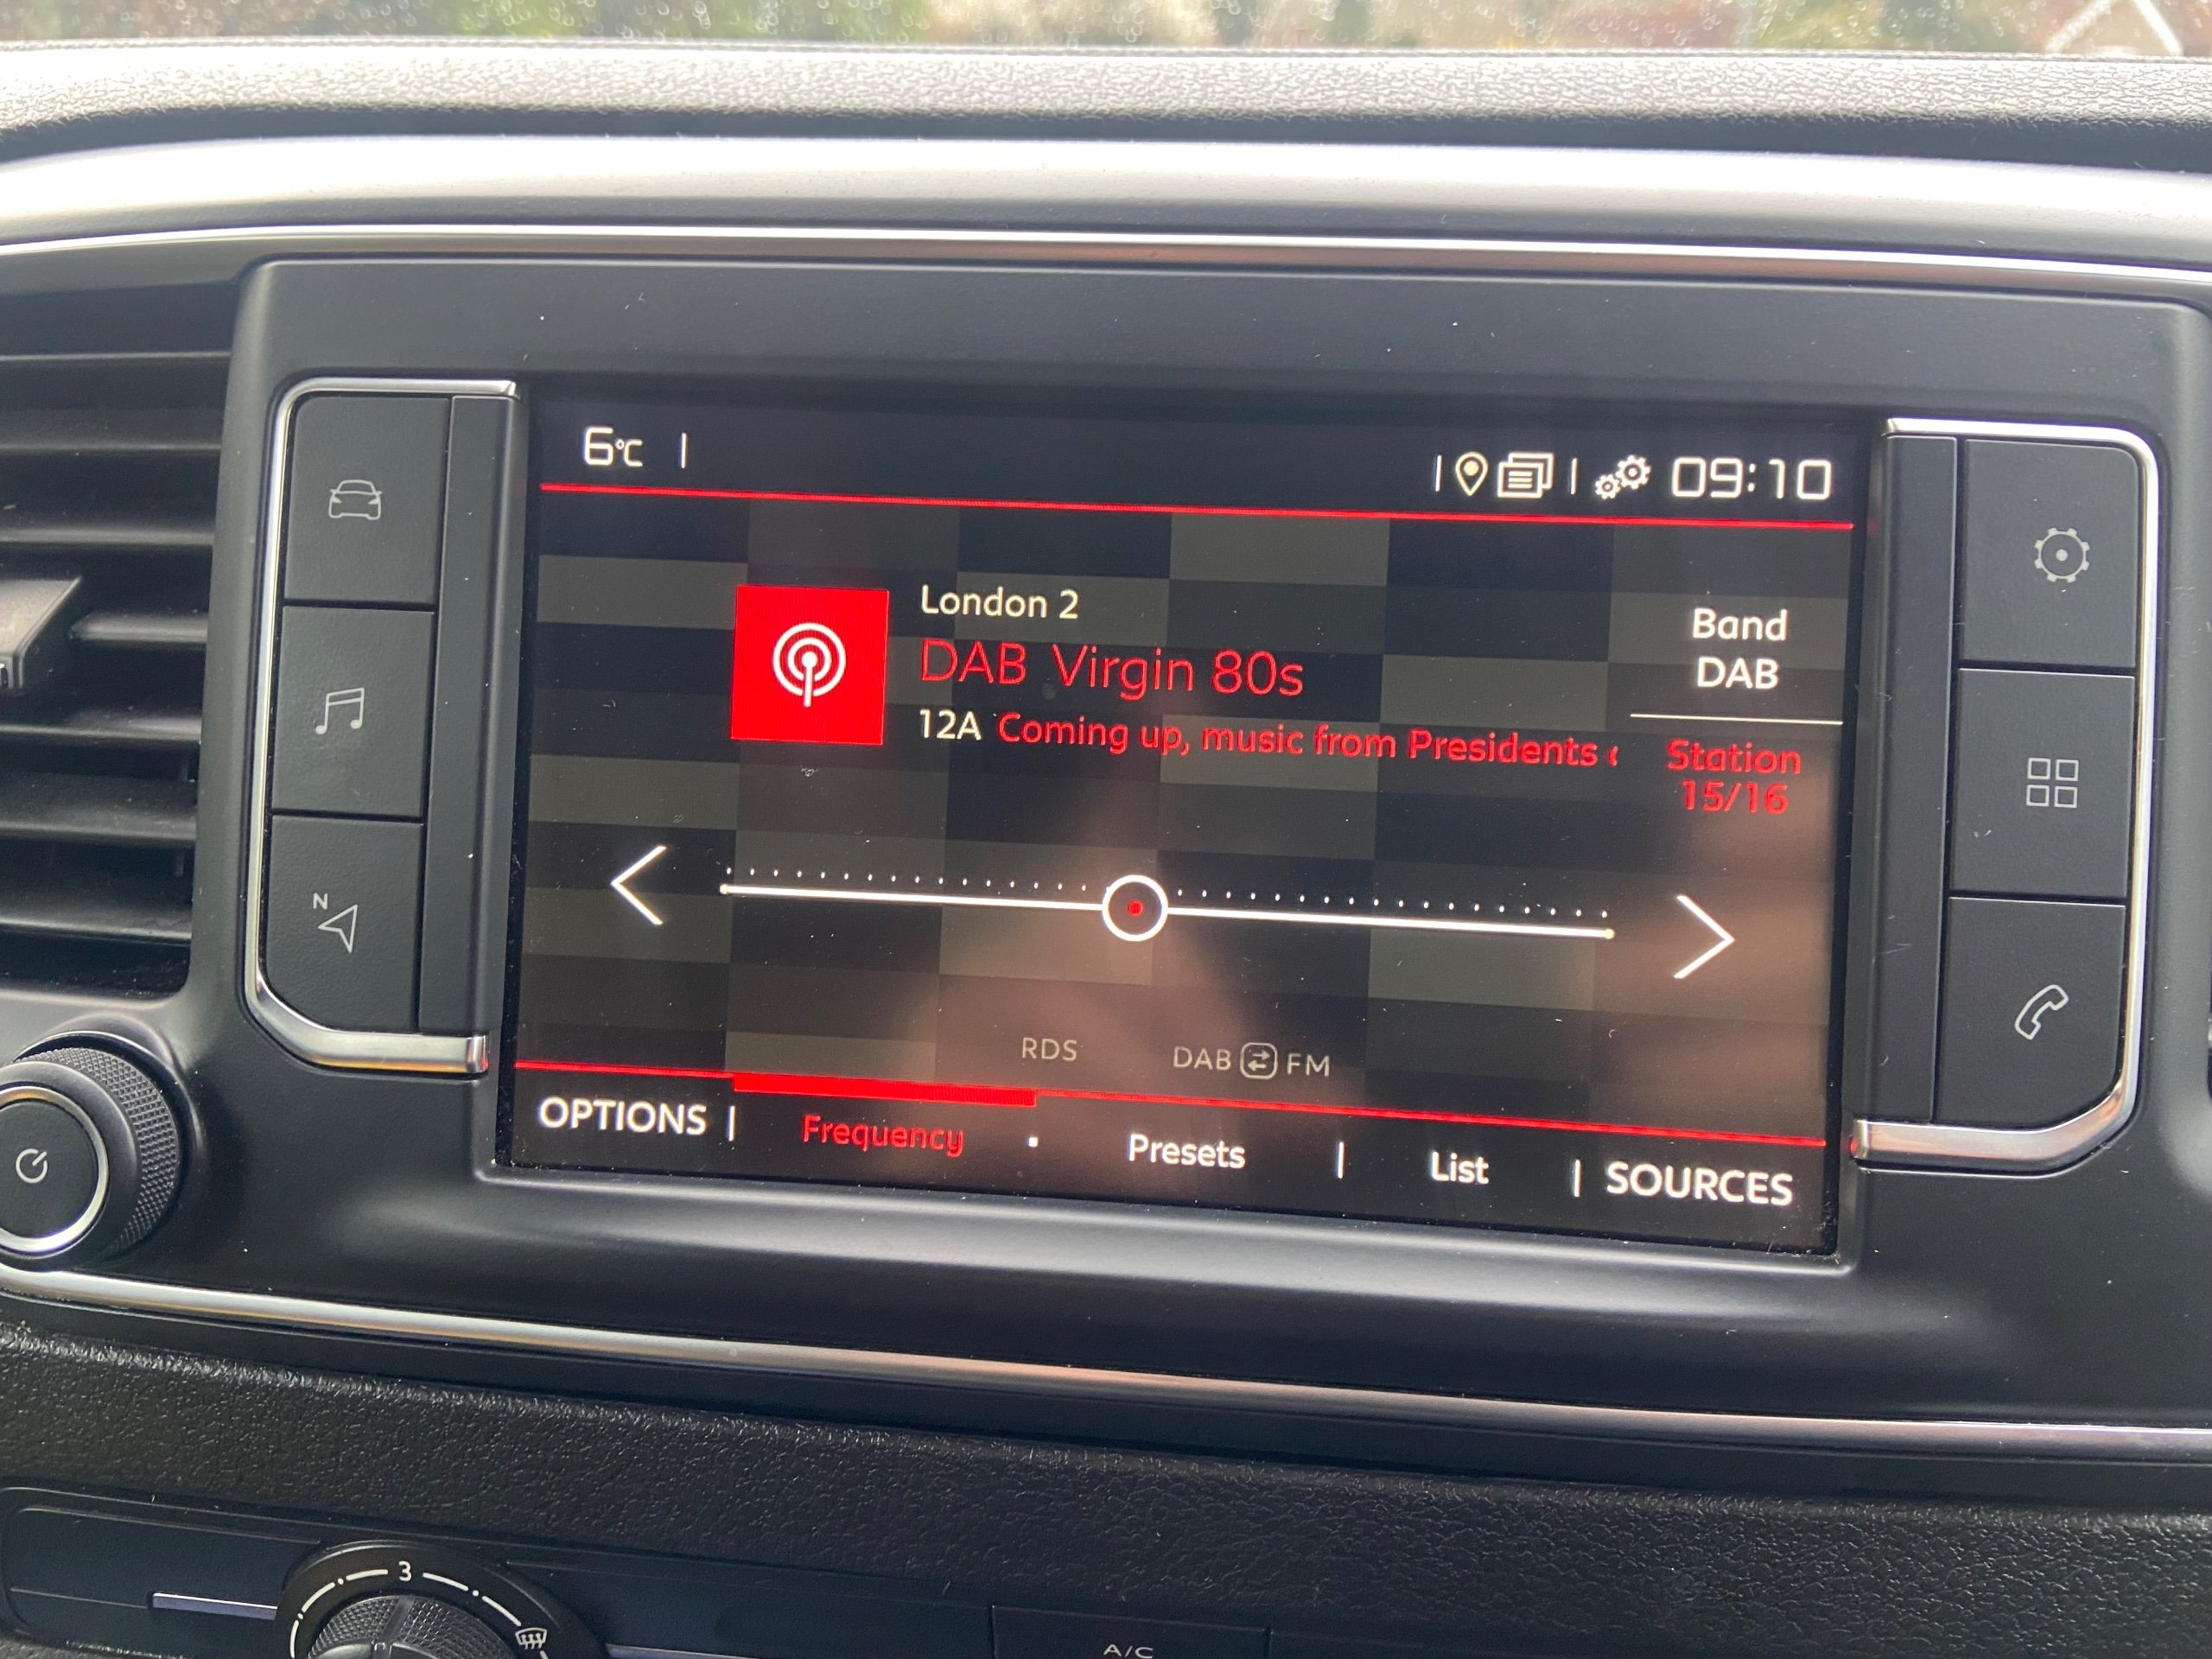 6°C |
| | 09:10
London 2
DAB Virgin 80s
12A Coming up, music from Presidents
Band
DAB
Station
15/16
N
RDS DAB FM
OPTIONS | Frequency · Presets | List | SOURCES
3
A/C